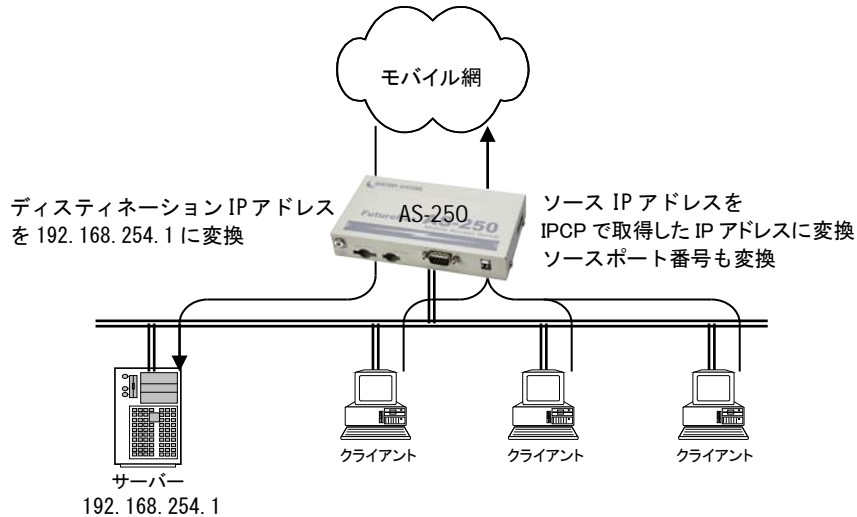 モバイル網
CENTURY SYSTEMS
AS-250
ディスティネーション IP アドレス
を 192.168.254.1 に変換
ソース IP アドレスを
IPCP で取得した IP アドレスに変換
ソースポート番号も変換
クライアント
クライアント
クライアント
サーバー
192.168.254.1